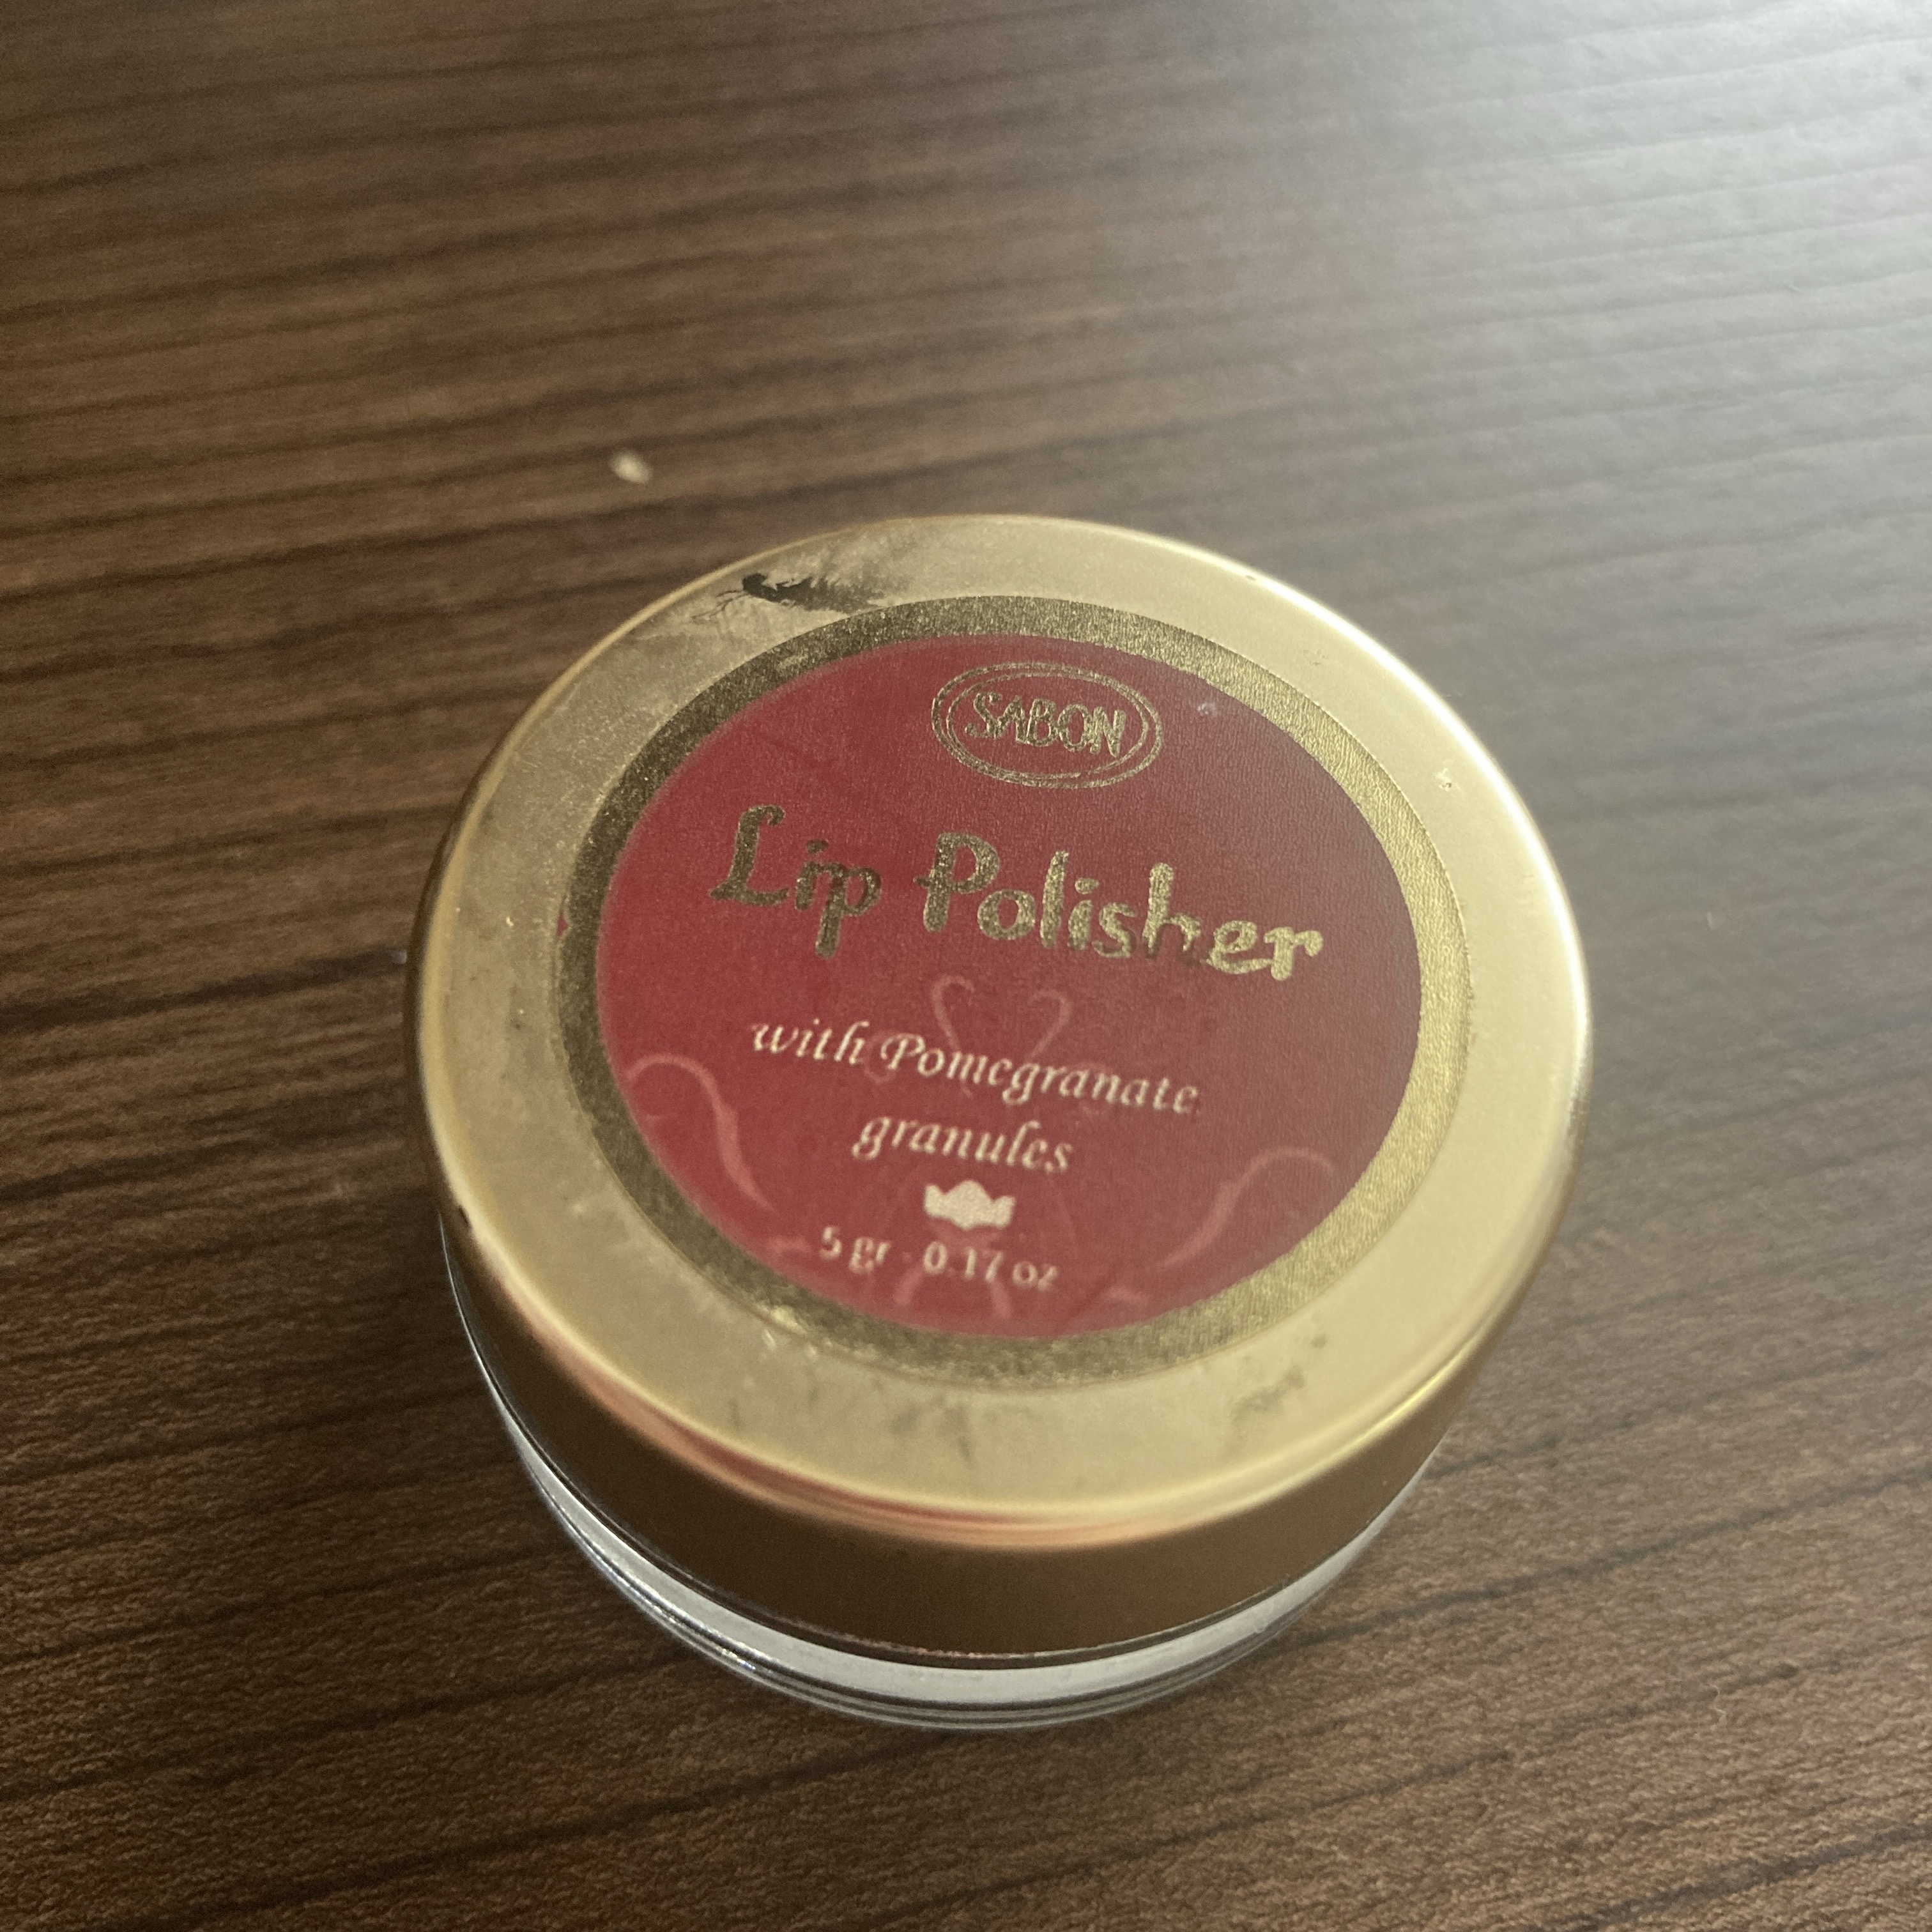 SABON
Lip Polisher
with Pomegranate
granules
5 gr - 0.17 oz